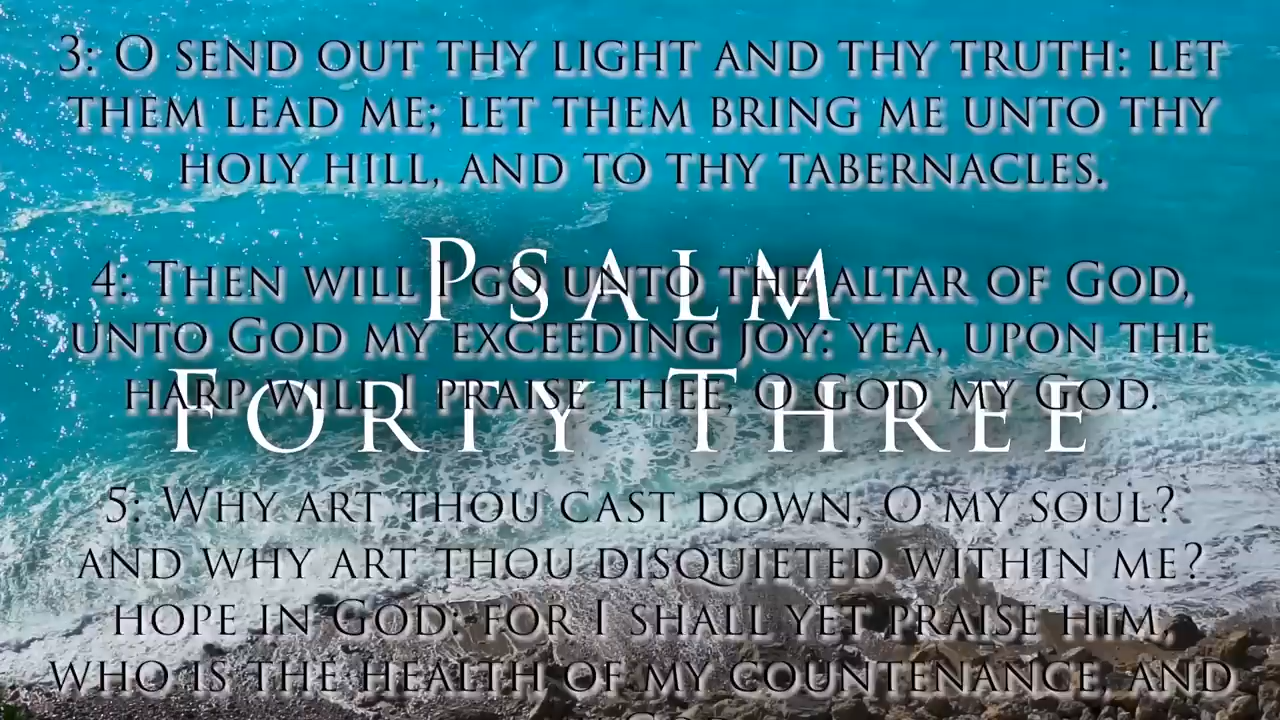 3: O SEND OUT THY LIGHT AND THY TRUTH: LET
THEM LEAD ME; LET THEM BRING ME UNTO THY
HOLY HILL, AND TO THY TABERNACLES.
PSALM
4: THEN WILL I GO UNTO THE ALTAR OF GOD,
UNTO GOD MY EXCEEDING JOY: YEA, UPON THE
HARP WILL I PRAISE THEE, O GOD MY GOD.
FORTY THREE
5: WHY ART THOU CAST DOWN, O MY SOUL?
AND WHY ART THOU DISQUIETED WITHIN ME?
HOPE IN GOD: FOR I SHALL YET PRAISE HIM,
WHO IS THE HEALTH OF MY COUNTENANCE, AND
GOD